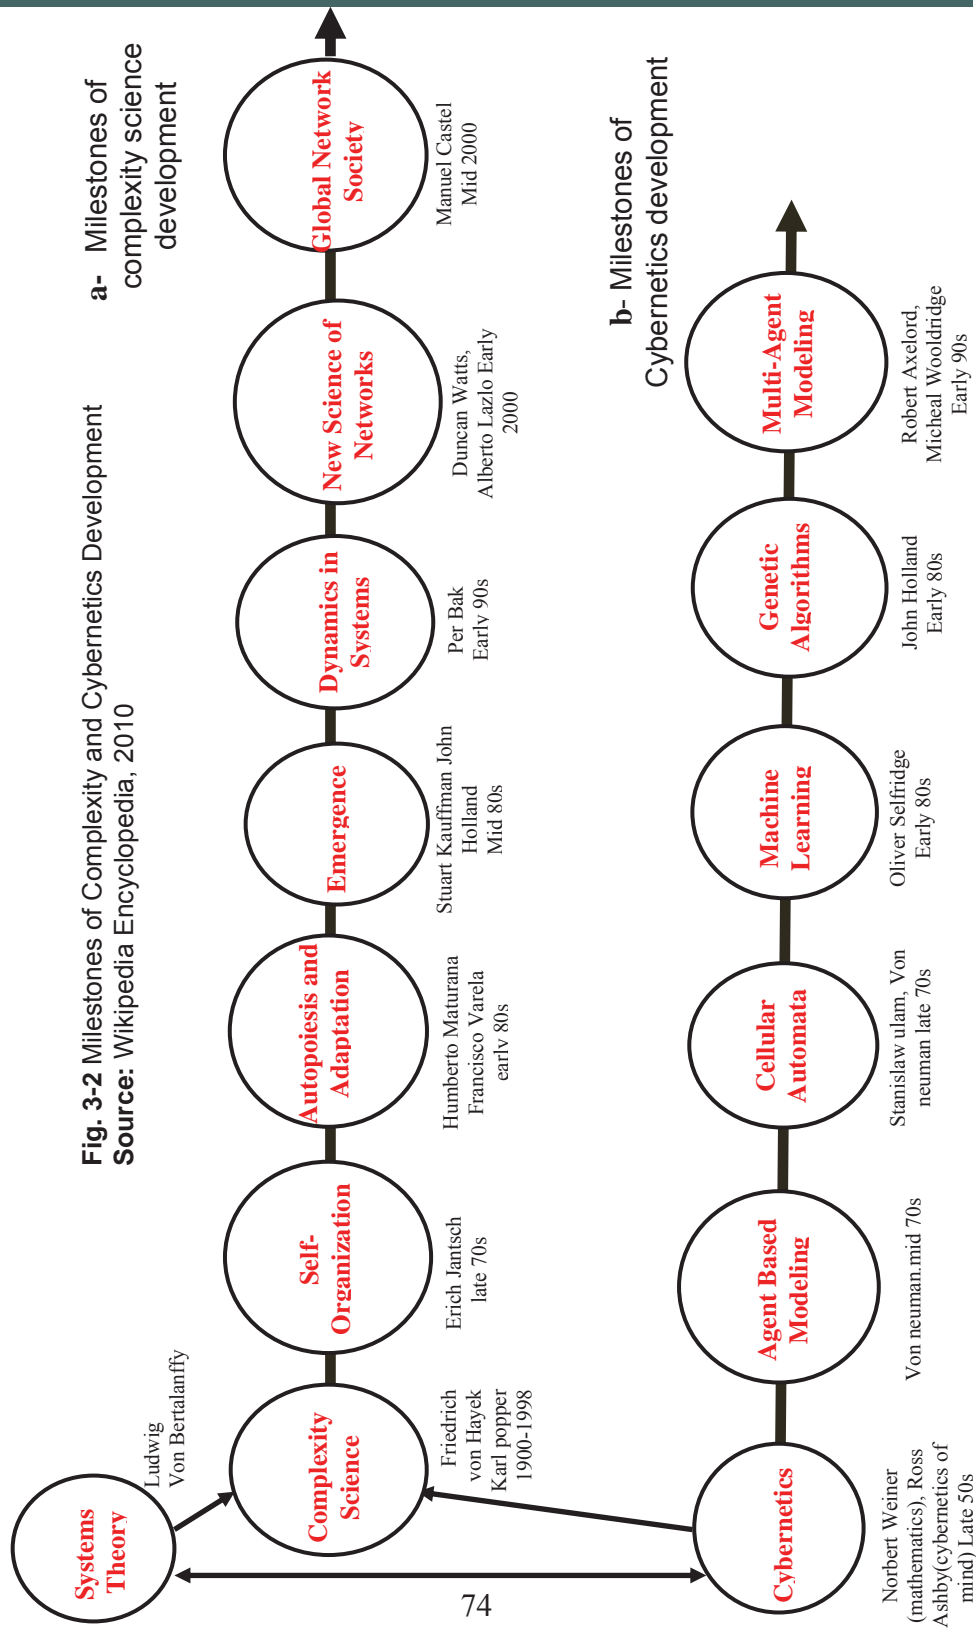 Fig. 3-2 Milestones of Complexity and Cybernetics Development
Source: Wikipedia Encyclopedia, 2010
a- Milestones of
complexity science
development
Systems
Theory
Ludwig
Von Bertalanffy
Complexity
Science
Friedrich
von Hayek
Karl popper
1900-1998
Self-
Organization
Erich Jantsch
late 70s
Autopoiesis and
Adaptation
Humberto Maturana
Francisco Varela
early 80s
Emergence
Stuart Kauffman John
Holland
Mid 80s
Dynamics in
Systems
Per Bak
Early 90s
New Science of
Networks
Duncan Watts,
Alberto Lazlo Early
2000
Global Network
Society
Manuel Castel
Mid 2000
b- Milestones of
Cybernetics development
Cybernetics
Norbert Weiner
(mathematics), Ross
Ashby(cybernetics of
mind) Late 50s
Agent Based
Modeling
Von neuman.mid 70s
Cellular
Automata
Stanislaw ulam, Von
neuman late 70s
Machine
Learning
Oliver Selfridge
Early 80s
Genetic
Algorithms
John Holland
Early 80s
Multi-Agent
Modeling
Robert Axelord,
Micheal Wooldridge
Early 90s
74